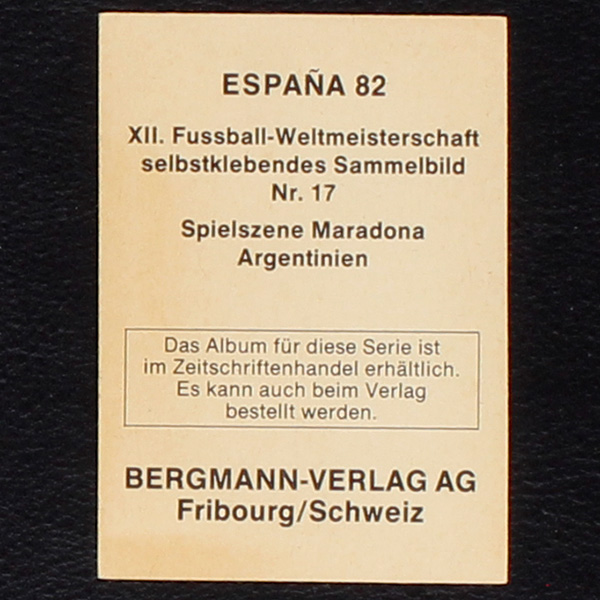 ESPAÑA 82
XII. Fussball-Weltmeisterschaft
selbstklebendes Sammelbild
Nr. 17
Spielszene Maradona
Argentinien
Das Album für diese Serie ist
im Zeitschriftenhandel erhältlich.
Es kann auch beim Verlag
bestellt werden.
BERGMANN-VERLAG AG
Fribourg/Schweiz